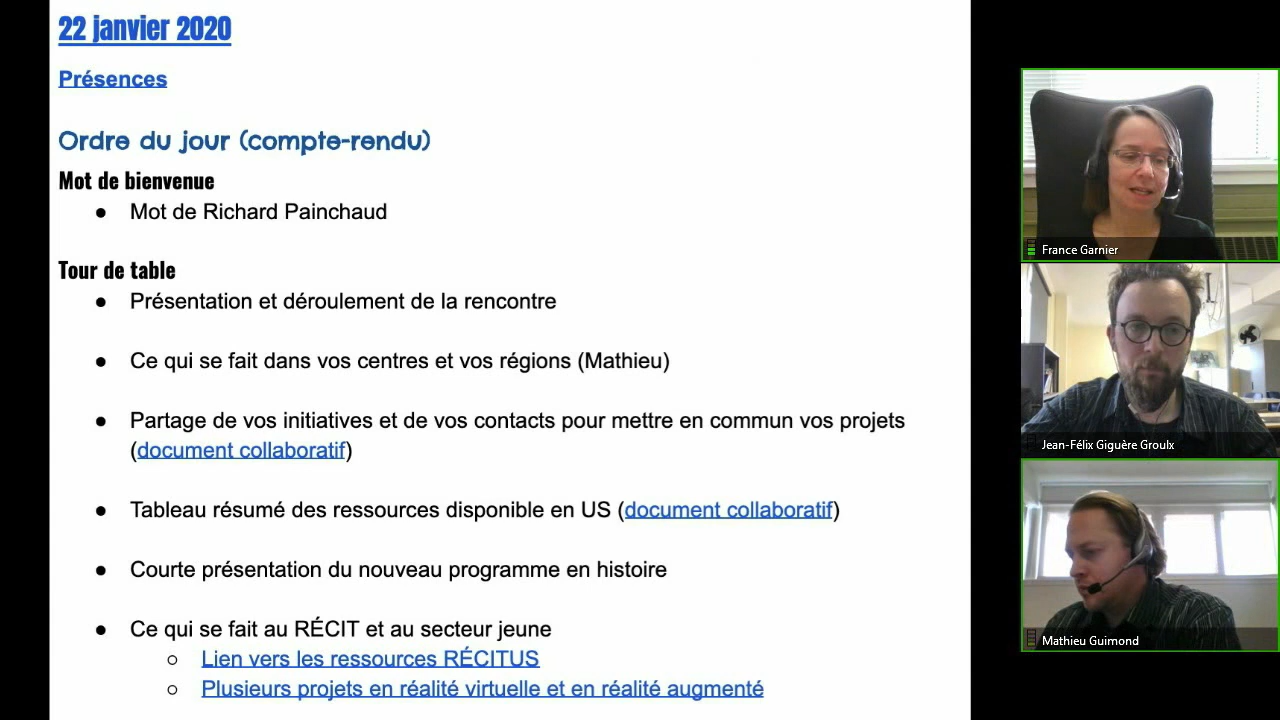 22 janvier 2020
Présences
Ordre du jour (compte-rendu)
Mot de bienvenue
● Mot de Richard Painchaud
Tour de table
● Présentation et déroulement de la rencontre
● Ce qui se fait dans vos centres et vos régions (Mathieu)
● Partage de vos initiatives et de vos contacts pour mettre en commun vos projets
(document collaboratif)
● Tableau résumé des ressources disponible en US (document collaboratif)
● Courte présentation du nouveau programme en histoire
● Ce qui se fait au RÉCIT et au secteur jeune
○ Lien vers les ressources RÉCITUS
○ Plusieurs projets en réalité virtuelle et en réalité augmenté
France Garnier
Jean-Félix Giguère Groulx
Mathieu Guimond